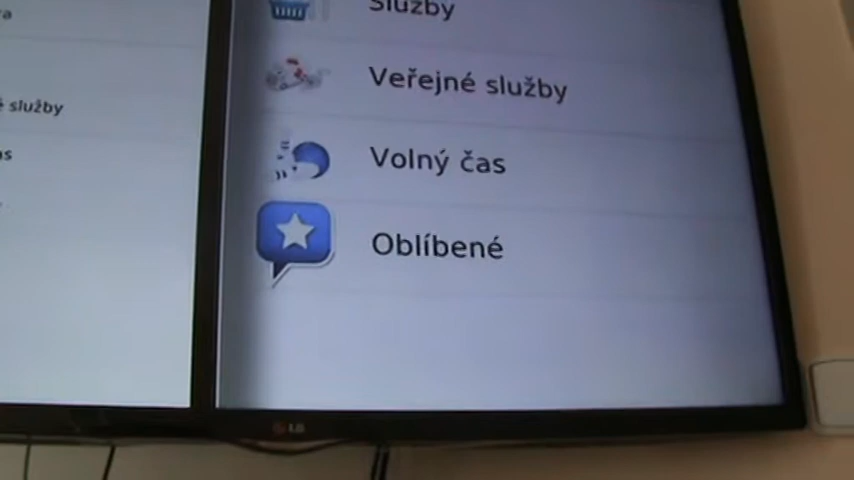 Služby
Veřejné služby
služby
Volný čas
Oblíbené
LG